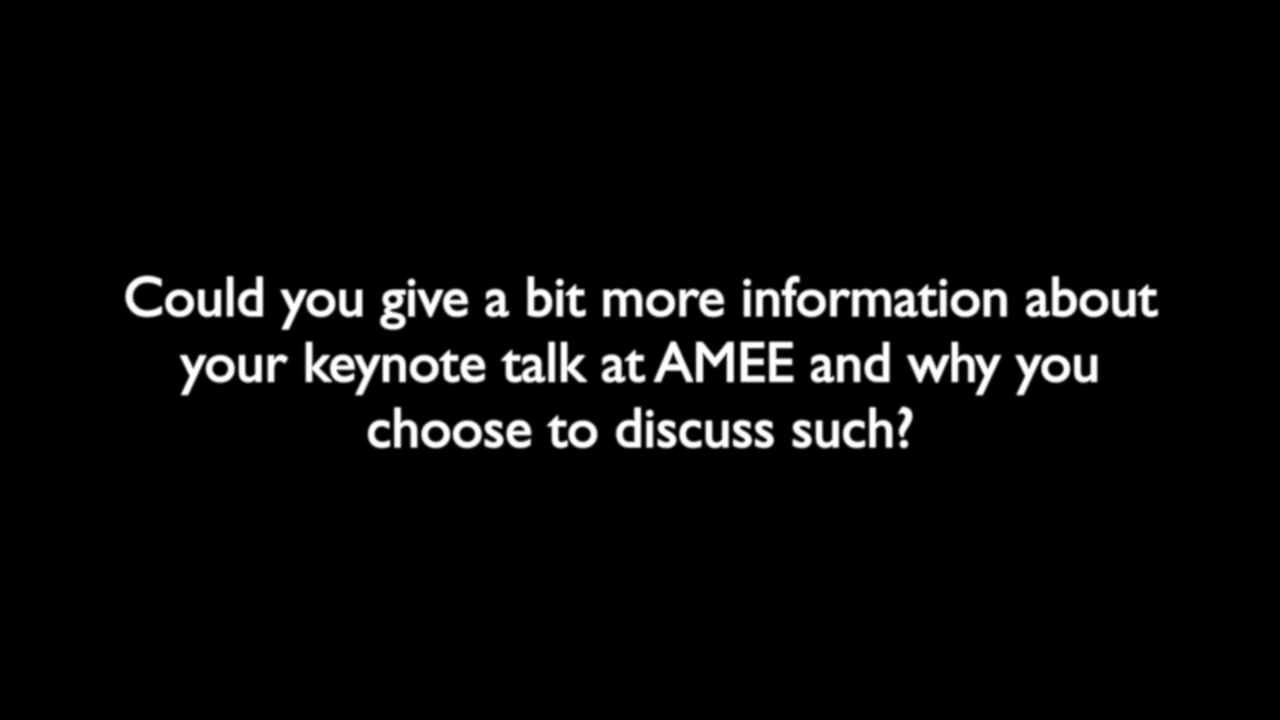 Could you give a bit more information about
your keynote talk at AMEE and why you
choose to discuss such?